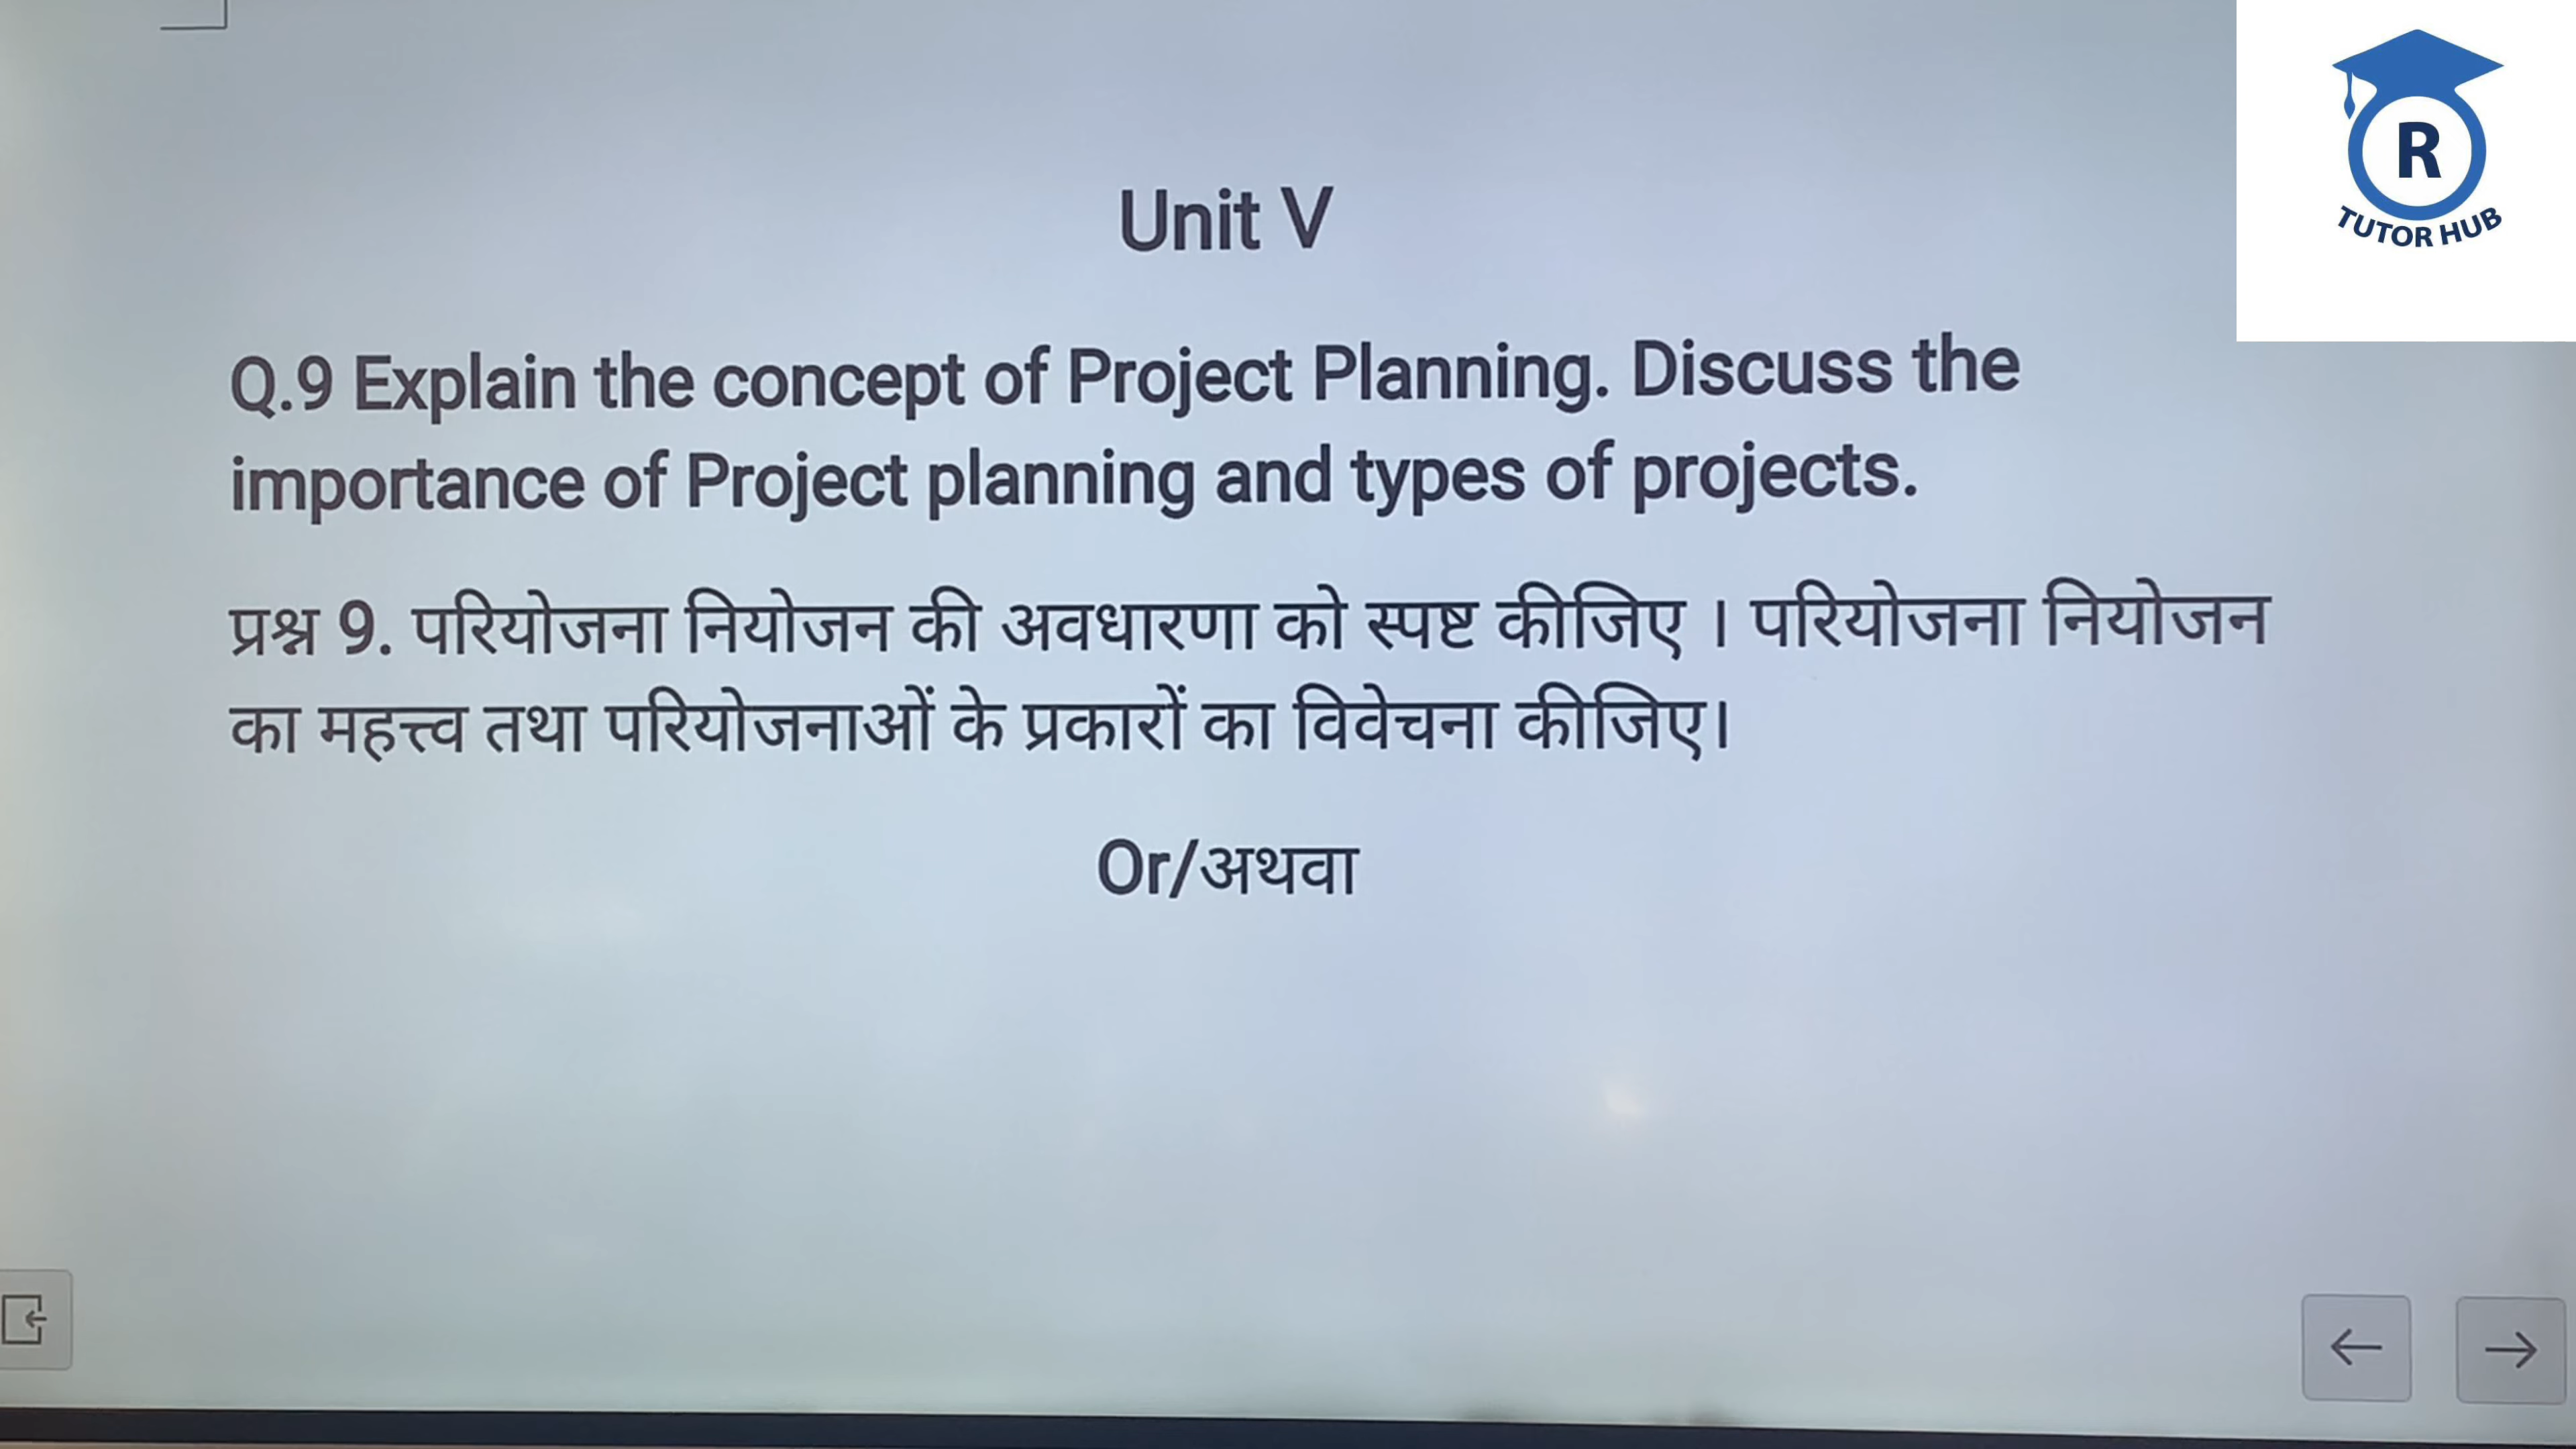 R
TUTOR HUB
Unit V
Q.9 Explain the concept of Project Planning. Discuss the
importance of Project planning and types of projects.
प्रश्न 9. परियोजना नियोजन की अवधारणा को स्पष्ट कीजिए । परियोजना नियोजन
का महत्त्व तथा परियोजनाओं के प्रकारों का विवेचना कीजिए।
Or/अथवा